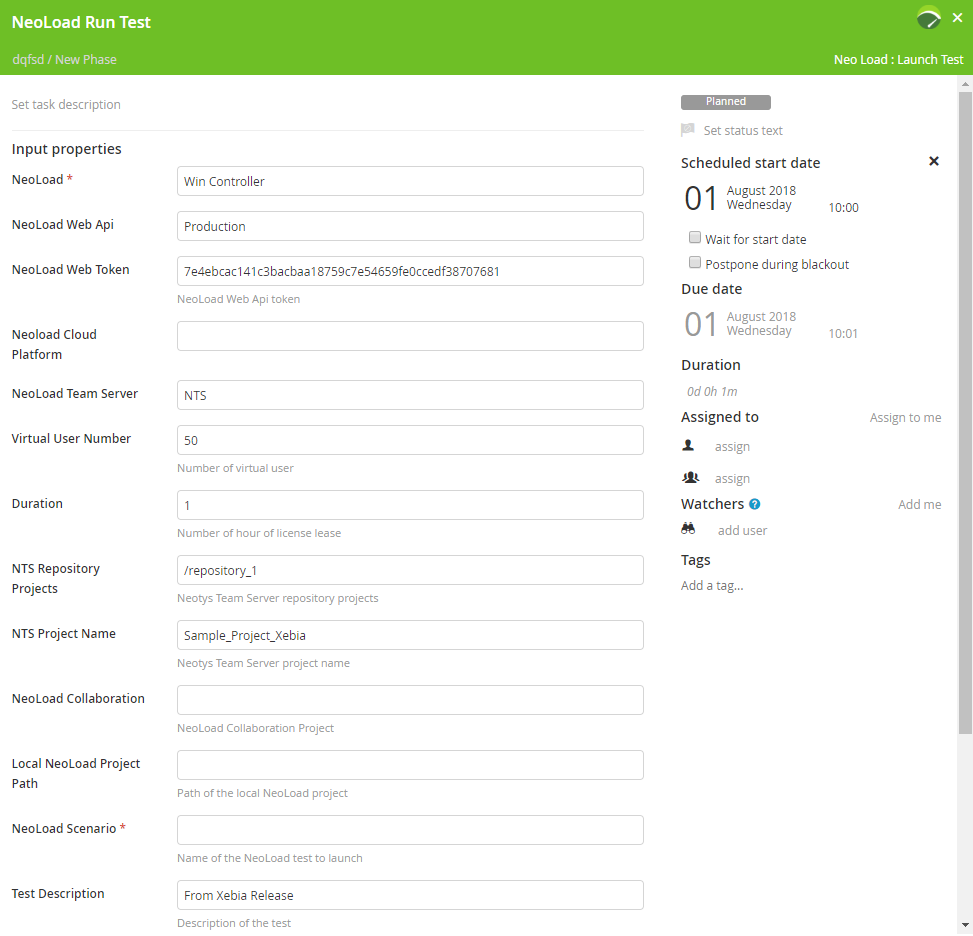 NeoLoad Run Test
dqfsd / New Phase
Neo Load : Launch Test
Set task description
Input properties
NeoLoad *
Win Controller
NeoLoad Web Api
Production
NeoLoad Web Token
7e4ebcac141c3bacbaa18759c7e54659fe0ccedf38707681
NeoLoad Web Api token
Neoload Cloud
Platform
NeoLoad Team Server
NTS
Virtual User Number
50
Number of virtual user
Duration
1
Number of hour of license lease
NTS Repository
Projects
/repository_1
Neotys Team Server repository projects
NTS Project Name
Sample_Project_Xebia
Neotys Team Server project name
NeoLoad Collaboration
NeoLoad Collaboration Project
Local NeoLoad Project
Path
Path of the local NeoLoad project
NeoLoad Scenario *
Name of the NeoLoad test to launch
Test Description
From Xebia Release
Description of the test
Planned
Set status text
Scheduled start date
01
August 2018
Wednesday
10:00
Wait for start date
Postpone during blackout
Due date
01
August 2018
Wednesday
10:01
Duration
0d 0h 1m
Assigned to
Assign to me
assign
assign
Watchers ?
Add me
add user
Tags
Add a tag...